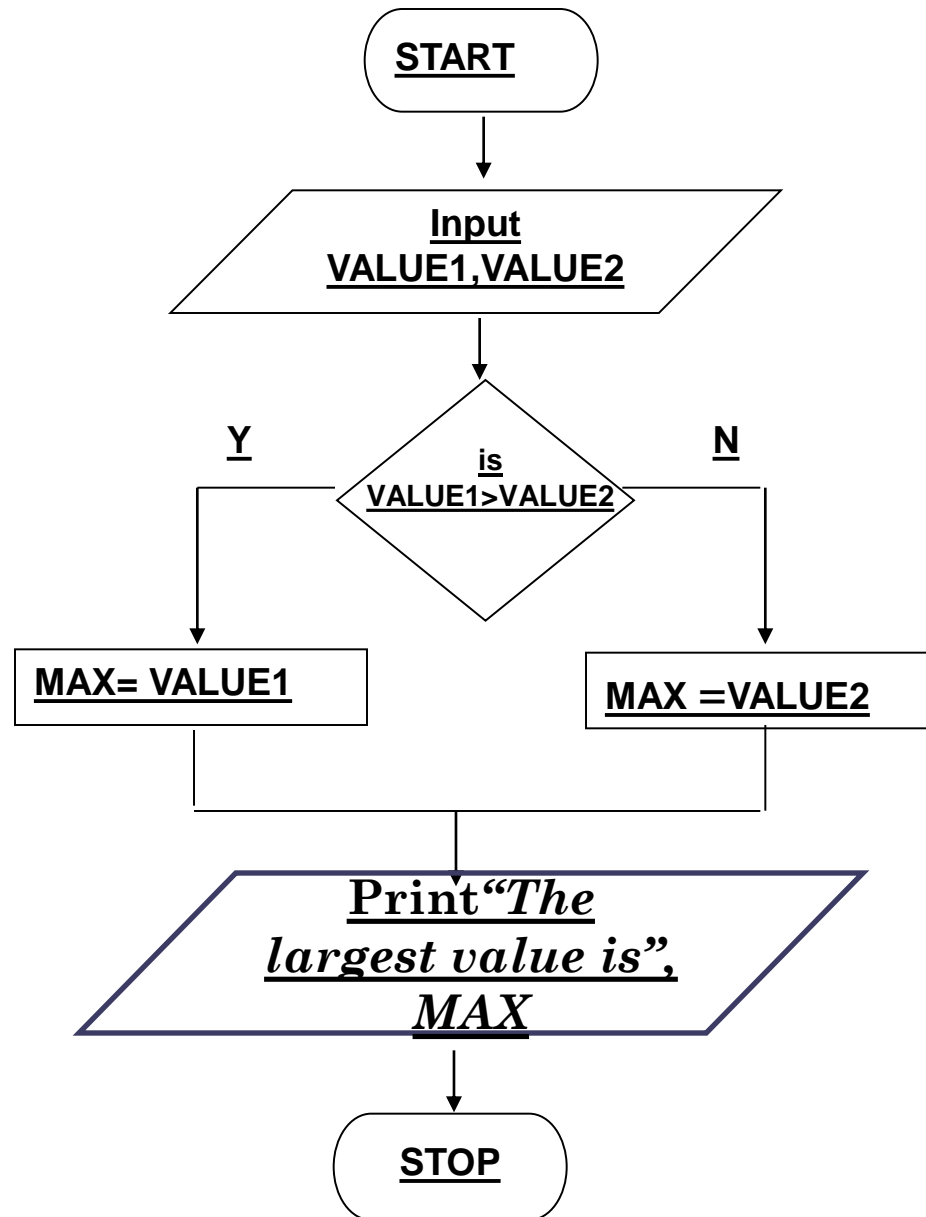 START
Input
VALUE1,VALUE2
Y
N
is
VALUE1>VALUE2
MAX= VALUE1
MAX =VALUE2
Print“The
largest value is”,
MAX
STOP